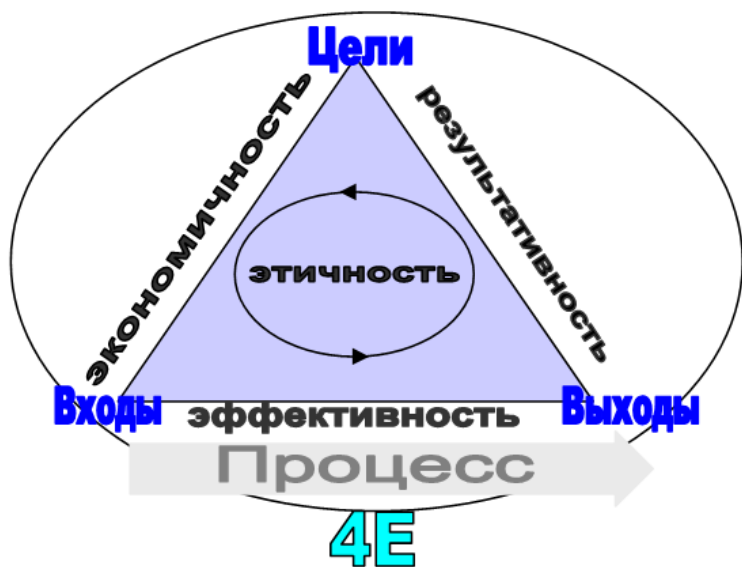 Цели
экономичность
результативность
этичность
Входы
эффективность
Выходы
Процесс
4E